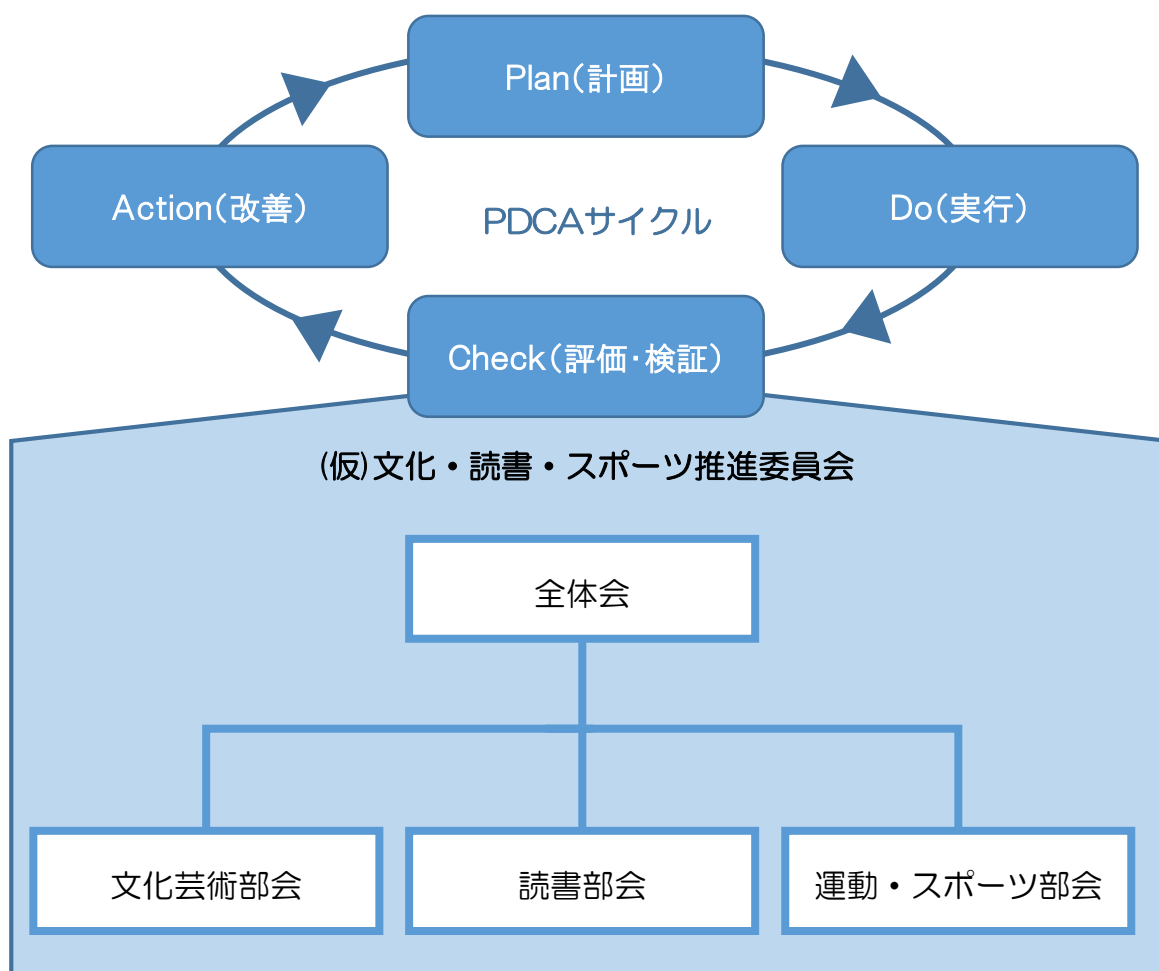 Plan(計画)
Action(改善)
PDCAサイクル
Do(実行)
Check(評価・検証)
(仮)文化・読書・スポーツ推進委員会
全体会
文化芸術部会
読書部会
運動・スポーツ部会